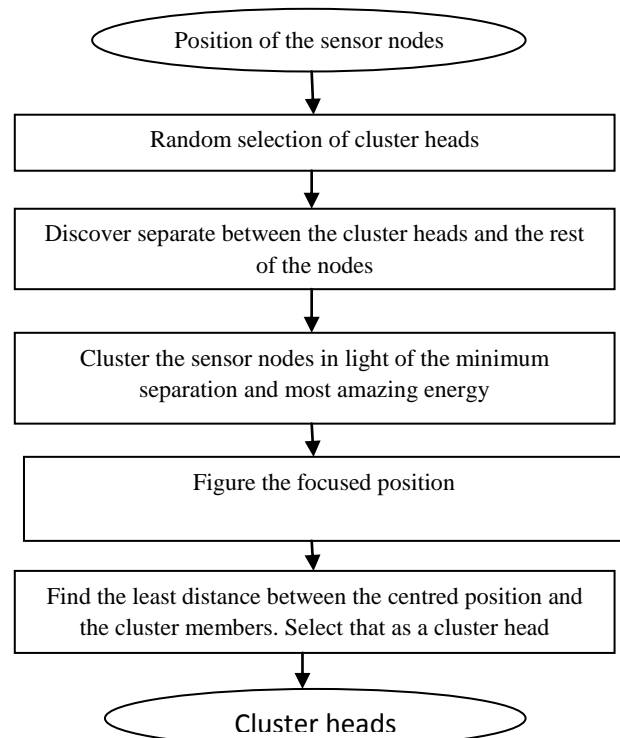 Position of the sensor nodes
Random selection of cluster heads
Discover separate between the cluster heads and the rest
of the nodes
Cluster the sensor nodes in light of the minimum
separation and most amazing energy
Figure the focused position
Find the least distance between the centred position and
the cluster members. Select that as a cluster head
Cluster heads